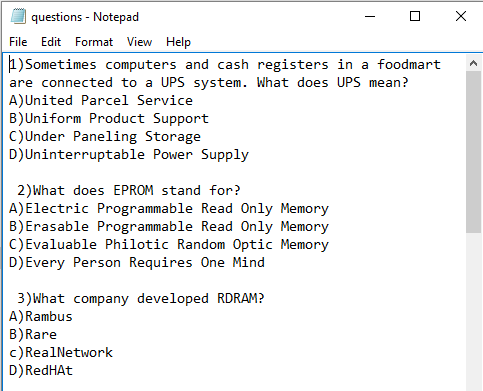 questions - Notepad
File Edit Format View Help
1)Sometimes computers and cash registers in a foodmart
are connected to a UPS system. What does UPS mean?
A)United Parcel Service
B)Uniform Product Support
C)Under Paneling Storage
D)Uninterruptable Power Supply
2)What does EPROM stand for?
A)Electric Programmable Read Only Memory
B)Erasable Programmable Read Only Memory
C)Evaluable Philotic Random Optic Memory
D)Every Person Requires One Mind
3)What company developed RDRAM?
A)Rambus
B)Rare
c)RealNetwork
D)RedHAt